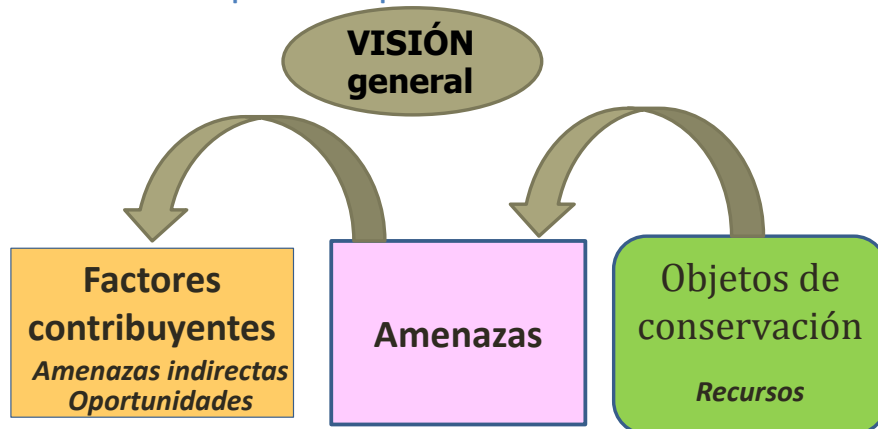 VISIÓN
general
Factores
contribuyentes
Amenazas indirectas
Oportunidades
Amenazas
Objetos de
conservación
Recursos